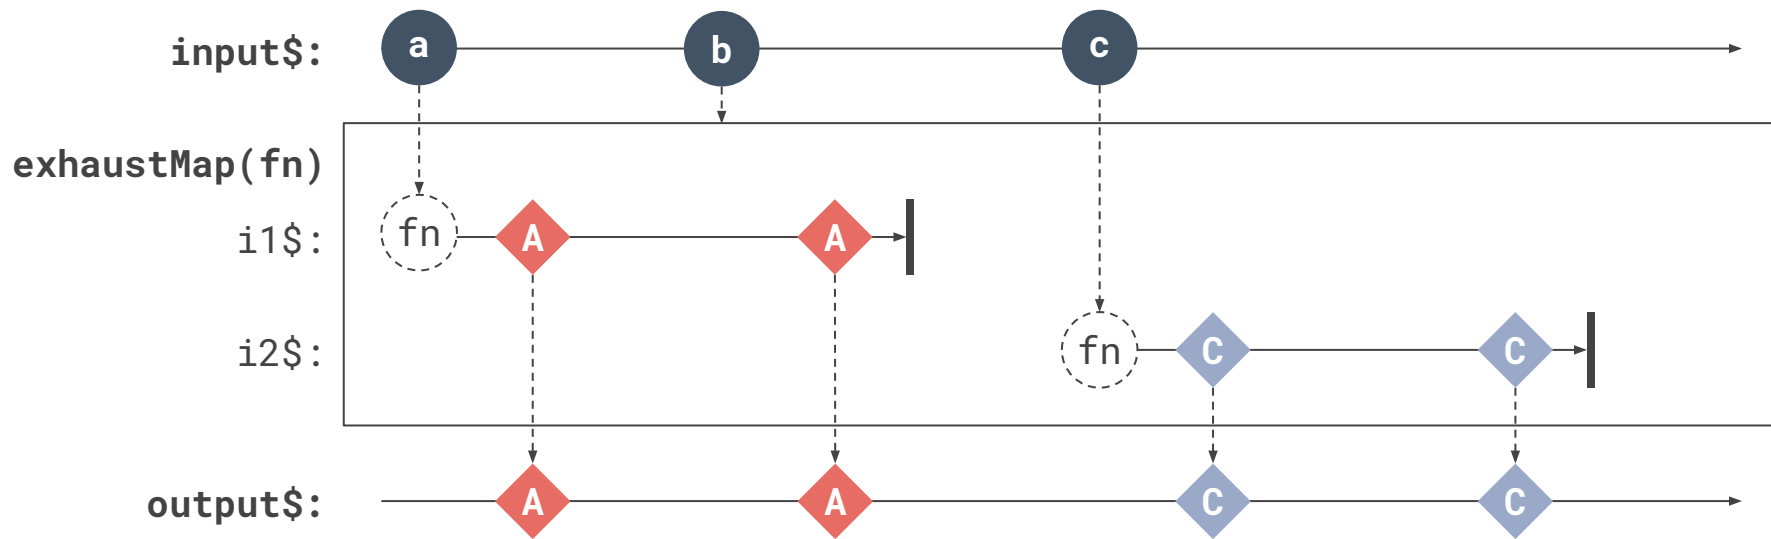 input$: a b c
exhaustMap(fn)
i1$: fn A A
i2$: fn C C
output$: A A C C